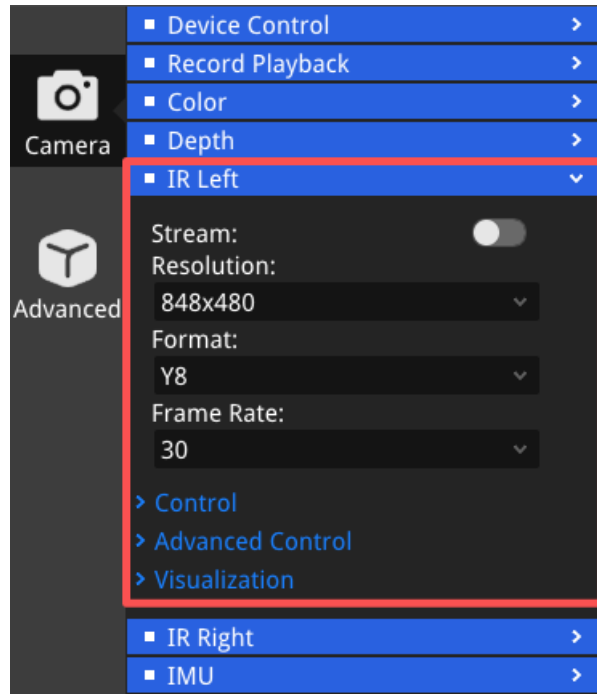 Device Control
Record Playback
Color
Camera
Depth
IR Left
Stream:
Resolution:
Advanced
848x480
Format:
Y8
Frame Rate:
30
Control
Advanced Control
Visualization
IR Right
IMU